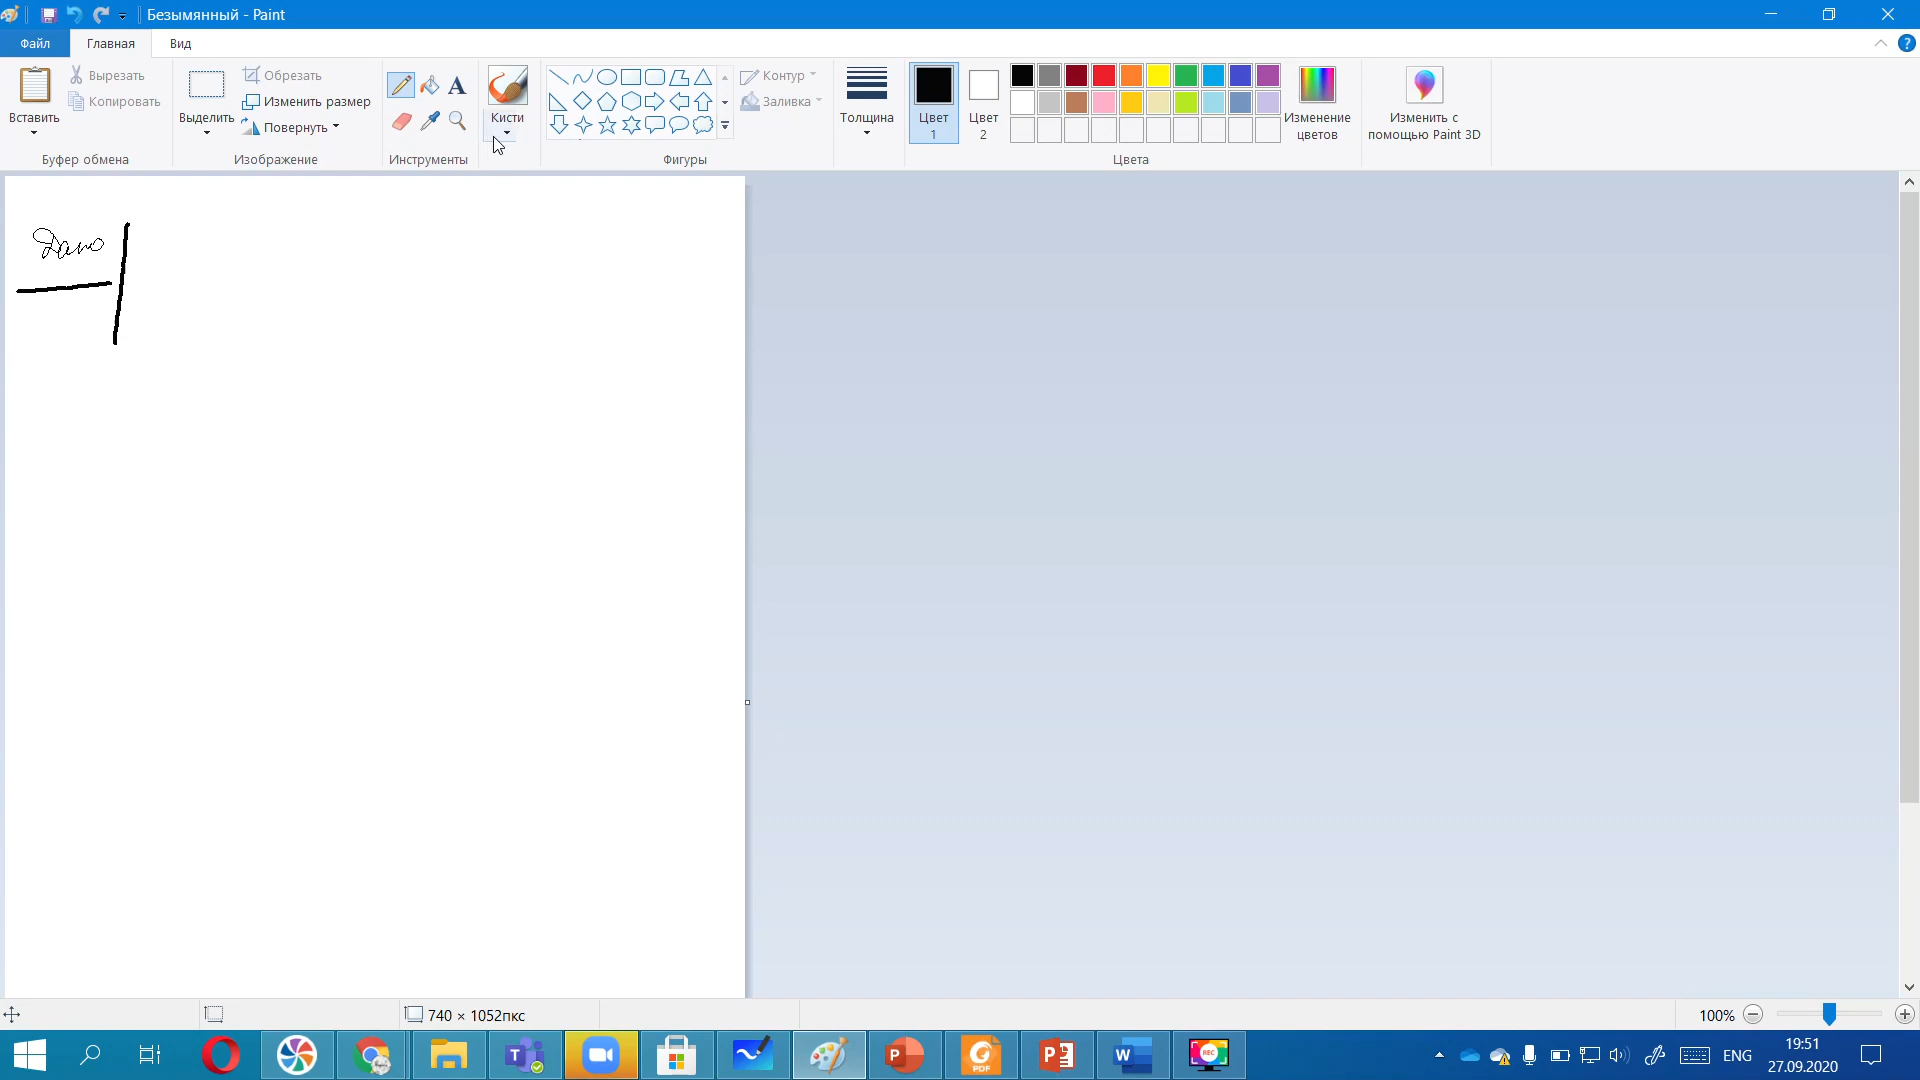 Безымянный - Paint
Файл Главная Вид
Вставить
Вырезать
Копировать
Буфер обмена
Выделить
Обрезать
Изменить размер
Повернуть
Изображение
A
Инструменты
Кисти
Контур
Заливка
Фигуры
Толщина
Цвет
1
Цвет
2
Изменение
цветов
Цвета
Изменить с
помощью Paint 3D
Дано
740 × 1052пкс
100%
ENG
19:51
27.09.2020